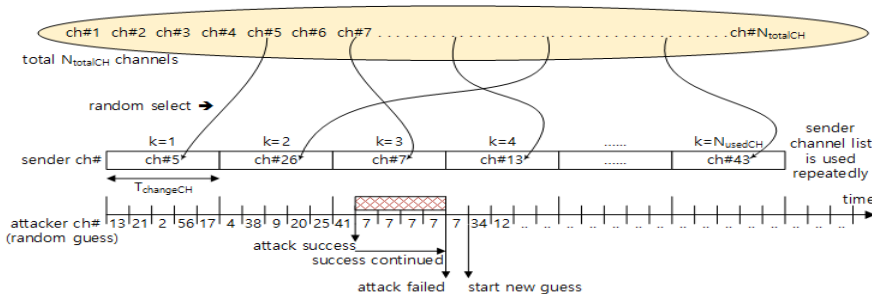 ch#1 ch#2 ch#3 ch#4 ch#5 ch#6 ch#7 . . . . . . . . . . . . . . . . . . . . . . . . . . . . . . . . . . . . . . . . . . . . . . . ch#NtotalCH
total NtotalCH channels
random select ➔
k=1 k=2 k=3 k=4 ...... k=NusedCH
sender ch# ch#5 ch#26 ch#7 ch#13 ...... ch#43
sender
channel list
is used
repeatedly
TchangeCH
time
attacker ch# 13 21 2 56 17 4 38 9 20 25 41 7 7 7 7 7 34 12 .. .. .. .. .. .. .. .. .. .. .. .. .. .. ..
(random guess)
attack success
success continued
attack failed start new guess